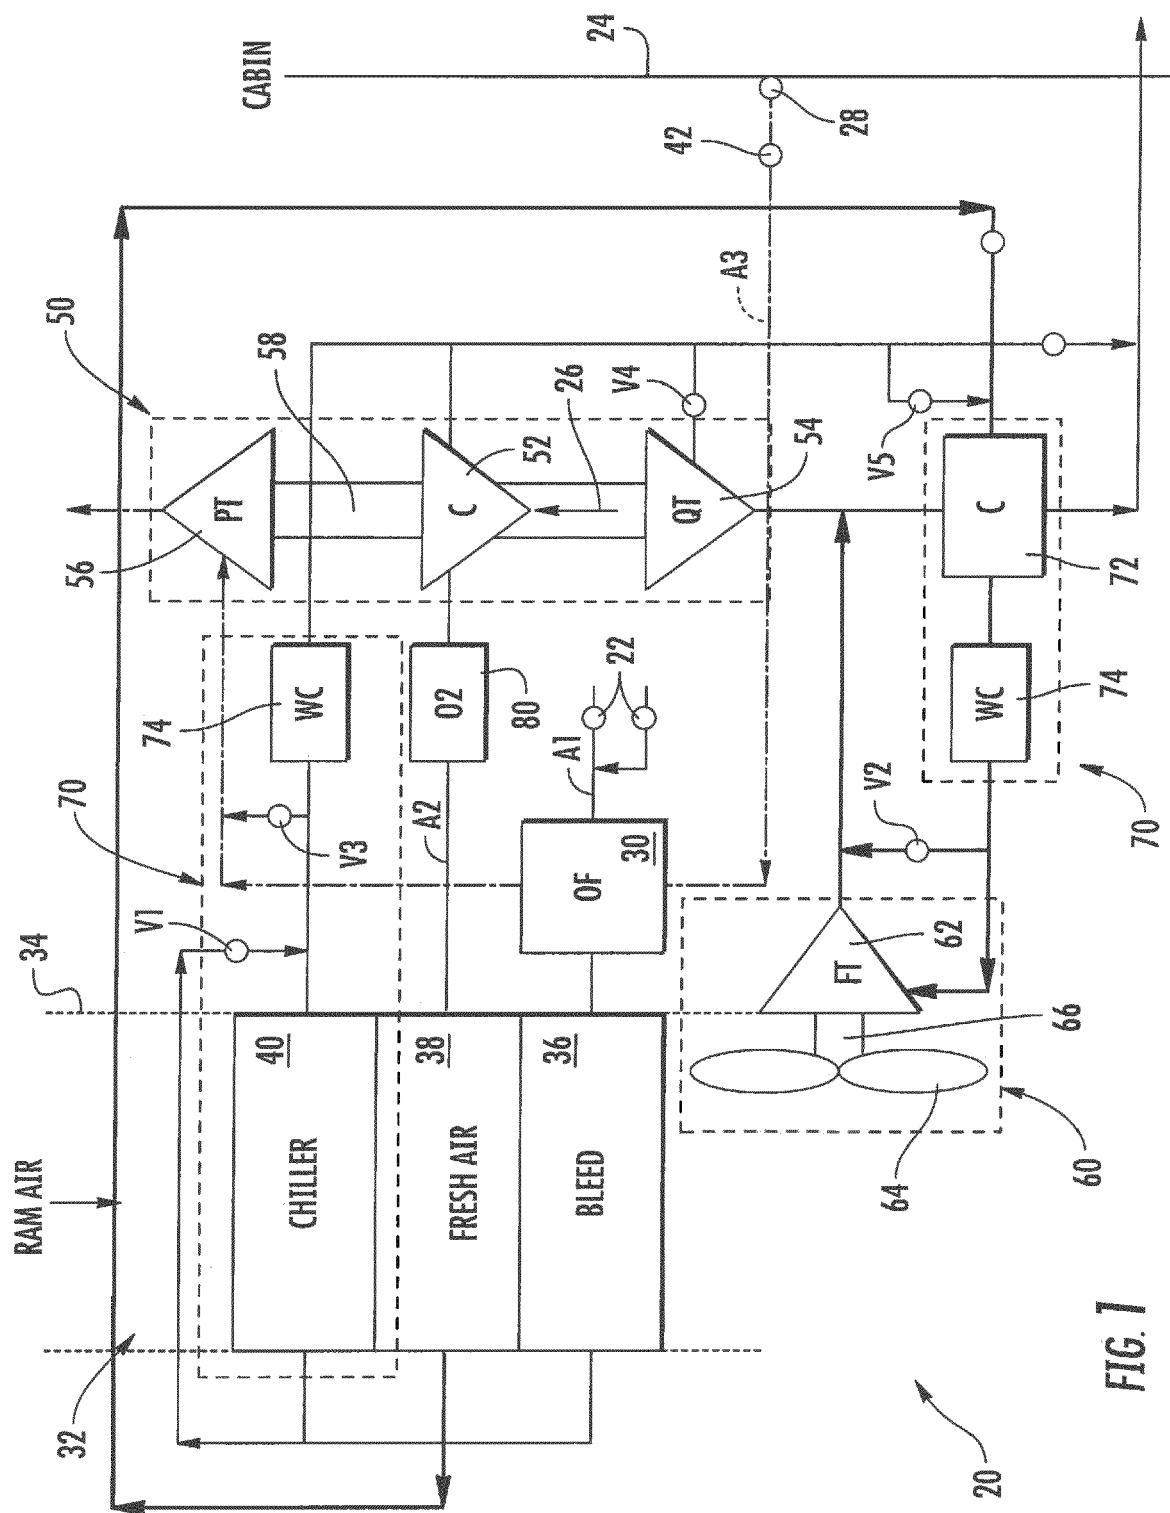 RAM AIR
34
50
32
70
56
V1
74
PT
CABIN
40
58
CHILLER
WC
V3
38
A2
FRESH AIR
O2
C
80
52
36
A1
26
BLEED
OF
24
22
V4
30
42
QT
A3
54
FT
28
V2
V5
64
62
20
WC
C
66
60
74
72
FIG. 1
70